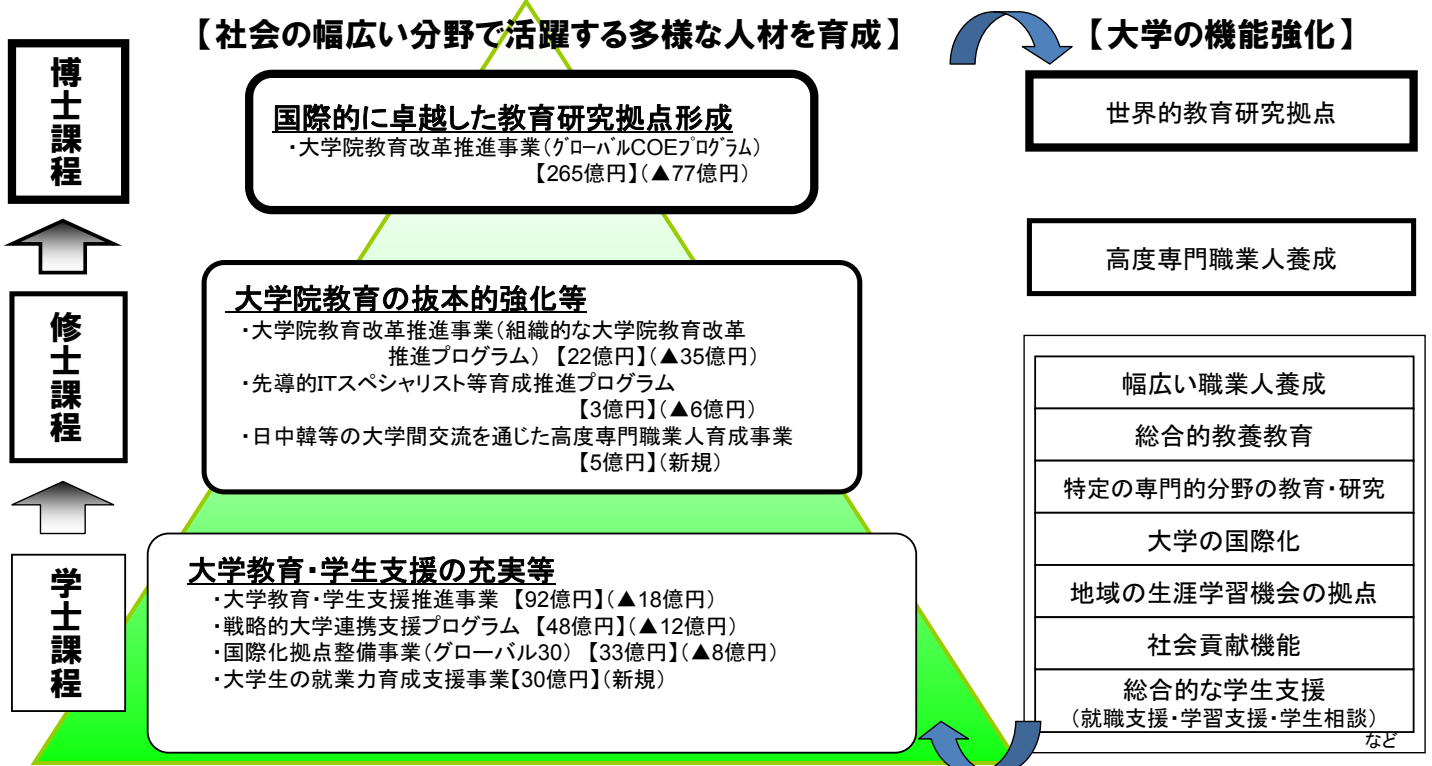 【社会の幅広い分野で活躍する多様な人材を育成】
【大学の機能強化】
博士課程
国際的に卓越した教育研究拠点形成
・大学院教育改革推進事業（ｸﾞﾛｰﾊﾞﾙCOEﾌﾟﾛｸﾞﾗﾑ）
【265億円】（▲77億円）
世界的教育研究拠点
高度専門職業人養成
修士課程
大学院教育の抜本的強化等
・大学院教育改革推進事業（組織的な大学院教育改革
推進プログラム） 【22億円】（▲35億円）
・先導的ITスペシャリスト等育成推進プログラム
【3億円】（▲6億円）
・日中韓等の大学間交流を通じた高度専門職業人育成事業
【5億円】（新規）
学士課程
大学教育・学生支援の充実等
・大学教育・学生支援推進事業 【92億円】（▲18億円）
・戦略的大学連携支援プログラム 【48億円】（▲12億円）
・国際化拠点整備事業（グローバル30） 【33億円】（▲8億円）
・大学生の就業力育成支援事業【30億円】（新規）
幅広い職業人養成
総合的教養教育
特定の専門的分野の教育・研究
大学の国際化
地域の生涯学習機会の拠点
社会貢献機能
総合的な学生支援
（就職支援・学習支援・学生相談）
など